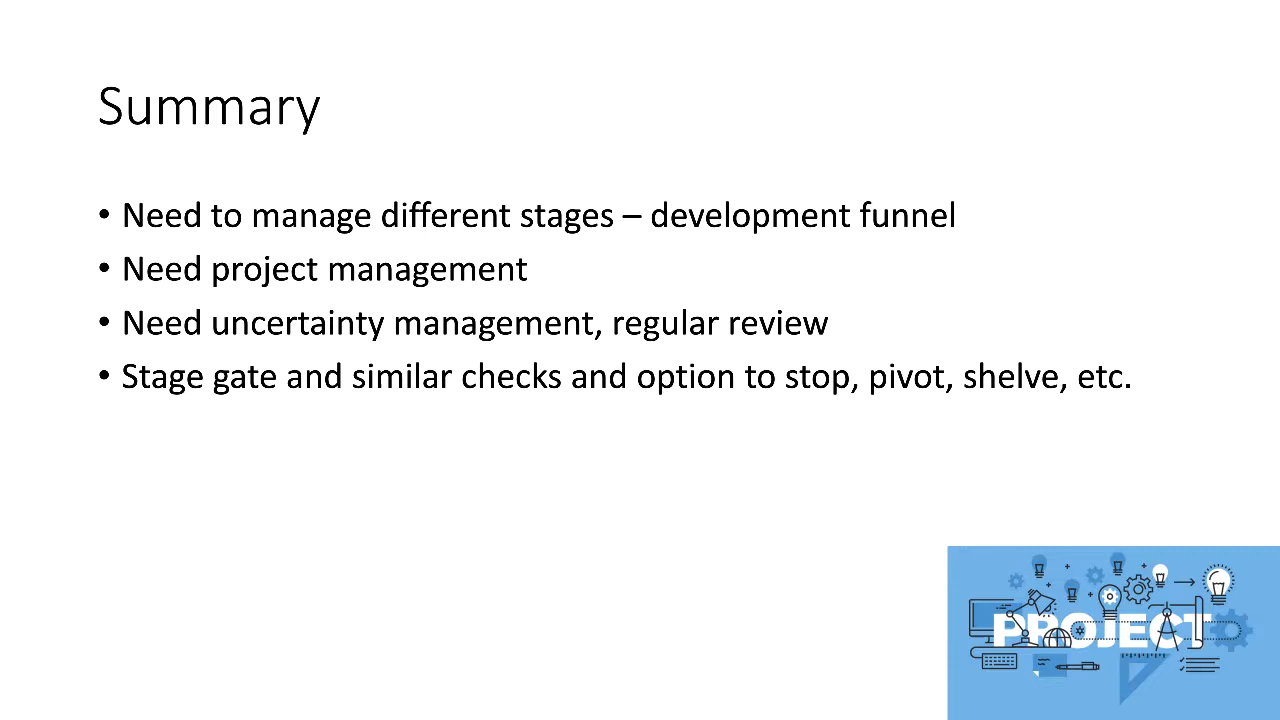 Summary
• Need to manage different stages – development funnel
• Need project management
• Need uncertainty management, regular review
• Stage gate and similar checks and option to stop, pivot, shelve, etc.
PROJECT